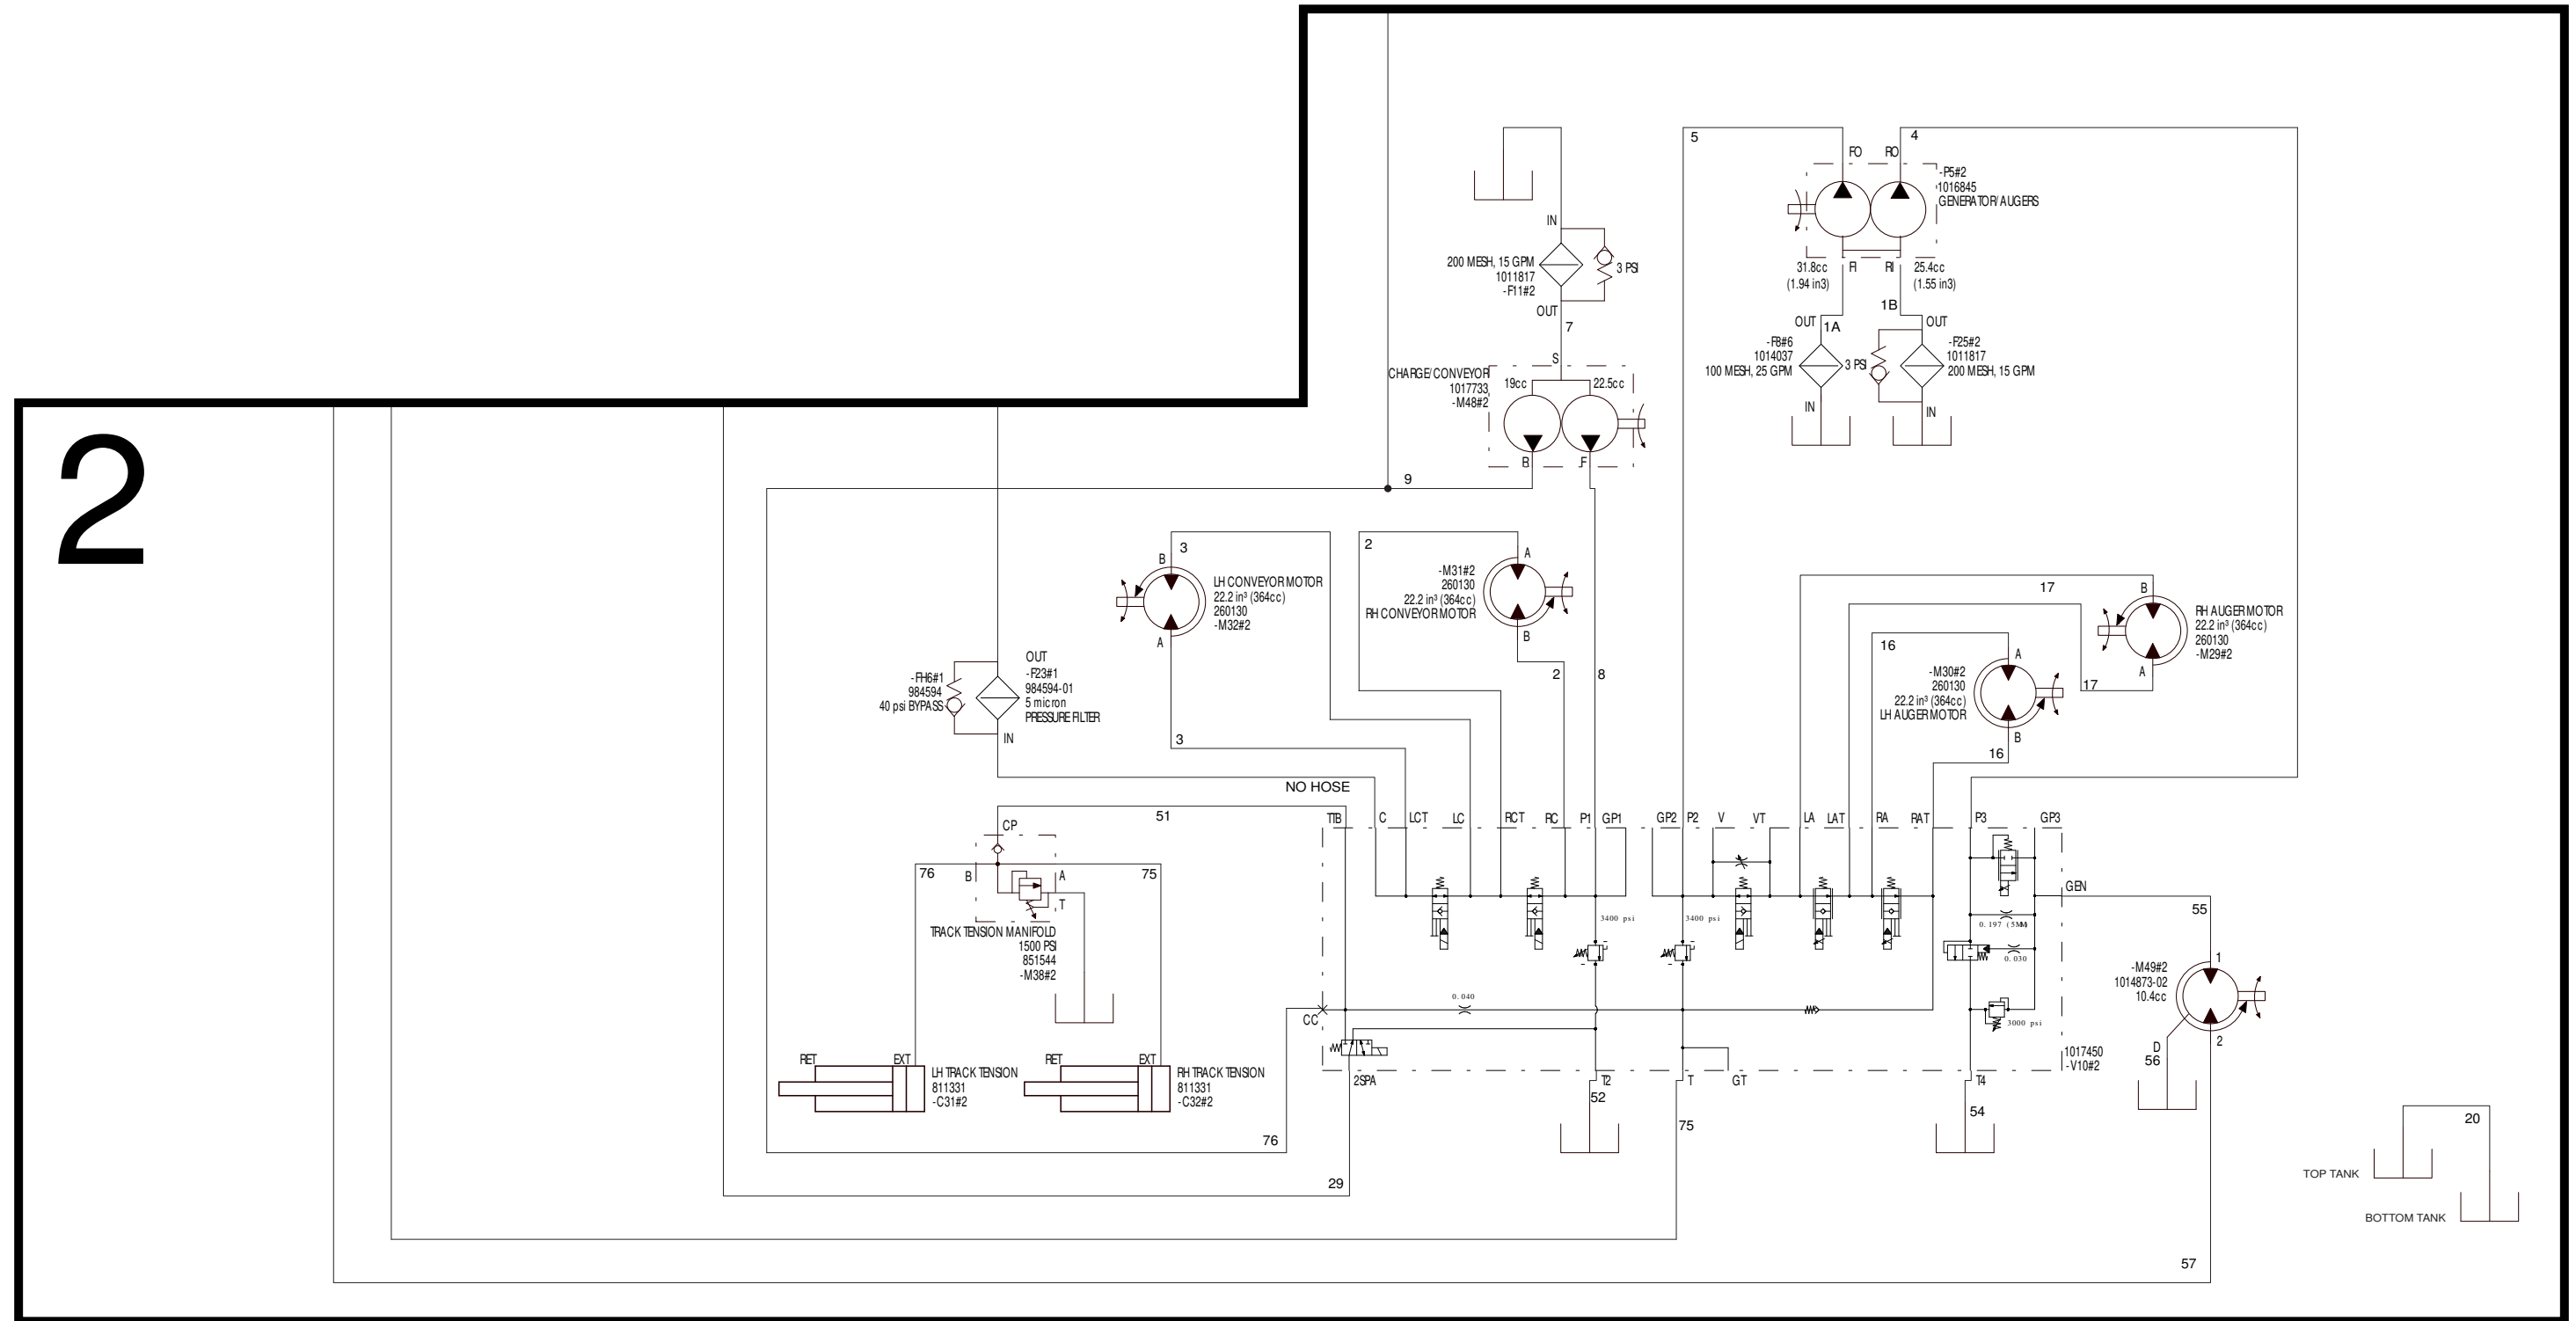 2
5
4
FO
RO
-P5#2
1016845
GENERATOR/AUGERS
31.8cc
(1.94 in3)
FI
RI
25.4cc
(1.55 in3)
1A
1B
OUT
OUT
-F8#6
1014037
100 MESH, 25 GPM
3 PSI
-F25#2
1011817
200 MESH, 15 GPM
IN
IN
IN
200 MESH, 15 GPM
1011817
-F11#2
3 PSI
OUT
7
S
CHARGE/CONVEYOR
1017733
-M48#2
19cc
22.5cc
R
F
9
3
B
LH CONVEYOR MOTOR
22.2 in³ (364cc)
260130
-M32#2
A
3
2
A
-M31#2
260130
22.2 in³ (364cc)
RH CONVEYOR MOTOR
B
2
8
17
B
RH AUGER MOTOR
22.2 in³ (364cc)
260130
-M29#2
A
17
16
A
-M30#2
260130
22.2 in³ (364cc)
LH AUGER MOTOR
B
16
-FH6#1
984594
40 psi BYPASS
OUT
-F23#1
984594-01
5 micron
PRESSURE FILTER
IN
NO HOSE
51
CP
76
B
A
75
T
TRACK TENSION MANIFOLD
1500 PSI
851544
-M38#2
TTB
C
LCT
LC
RCT
RC
P1
GP1
GP2
P2
V
VT
LA
LAT
RA
RAT
P3
GP3
GEN
3400 psi
3400 psi
0.197 (5MM)
0.030
3000 psi
0.040
CC
2SPA
T2
T
GT
T4
1017450
-V10#2
52
75
54
55
1
-M49#2
1014873-02
10.4cc
2
D
56
RET
EXT
LH TRACK TENSION
811331
-C31#2
RET
EXT
RH TRACK TENSION
811331
-C32#2
76
29
57
20
TOP TANK
BOTTOM TANK